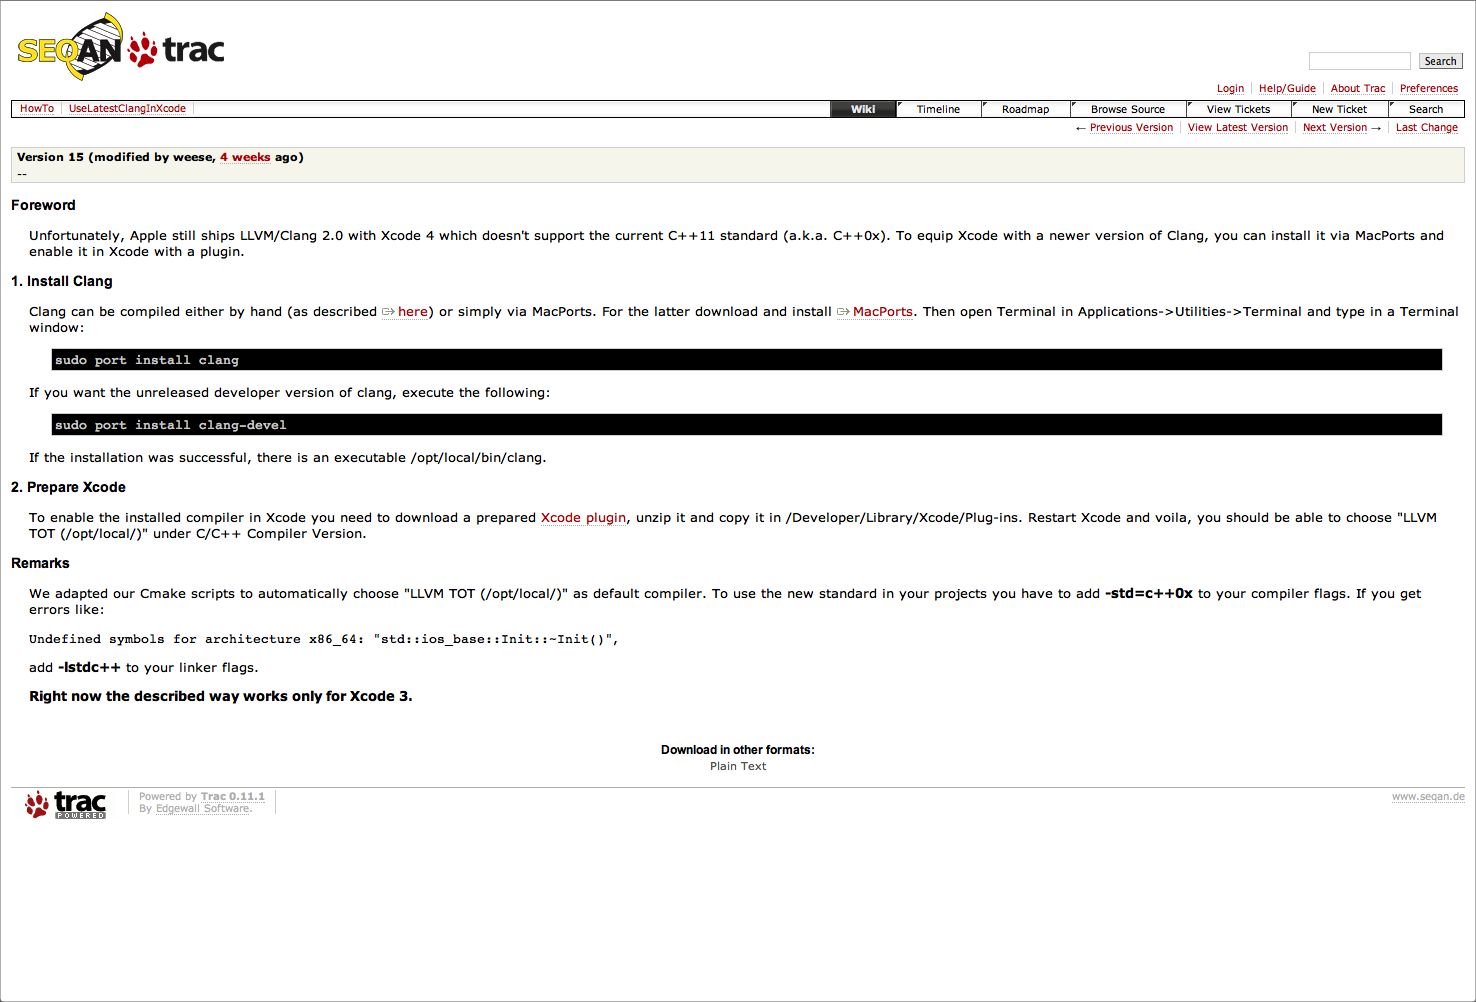 SEQAN trac
Search
Login Help/Guide About Trac Preferences
HowTo UseLatestClangInXcode Wiki Timeline Roadmap Browse Source View Tickets New Ticket Search
← Previous Version View Latest Version Next Version → Last Change
Version 15 (modified by weese, 4 weeks ago)
--
Foreword
Unfortunately, Apple still ships LLVM/Clang 2.0 with Xcode 4 which doesn't support the current C++11 standard (a.k.a. C++0x). To equip Xcode with a newer version of Clang, you can install it via MacPorts and
enable it in Xcode with a plugin.
1. Install Clang
Clang can be compiled either by hand (as described here) or simply via MacPorts. For the latter download and install MacPorts. Then open Terminal in Applications->Utilities->Terminal and type in a Terminal
window:
sudo port install clang
If you want the unreleased developer version of clang, execute the following:
sudo port install clang-devel
If the installation was successful, there is an executable /opt/local/bin/clang.
2. Prepare Xcode
To enable the installed compiler in Xcode you need to download a prepared Xcode plugin, unzip it and copy it in /Developer/Library/Xcode/Plug-ins. Restart Xcode and voila, you should be able to choose "LLVM
TOT (/opt/local/)" under C/C++ Compiler Version.
Remarks
We adapted our Cmake scripts to automatically choose "LLVM TOT (/opt/local/)" as default compiler. To use the new standard in your projects you have to add -std=c++0x to your compiler flags. If you get
errors like:
Undefined symbols for architecture x86_64: "std::ios_base::Init::~Init()",
add -lstdc++ to your linker flags.
Right now the described way works only for Xcode 3.
Download in other formats:
Plain Text
trac POWERED
Powered by Trac 0.11.1
By Edgewall Software.
www.seqan.de